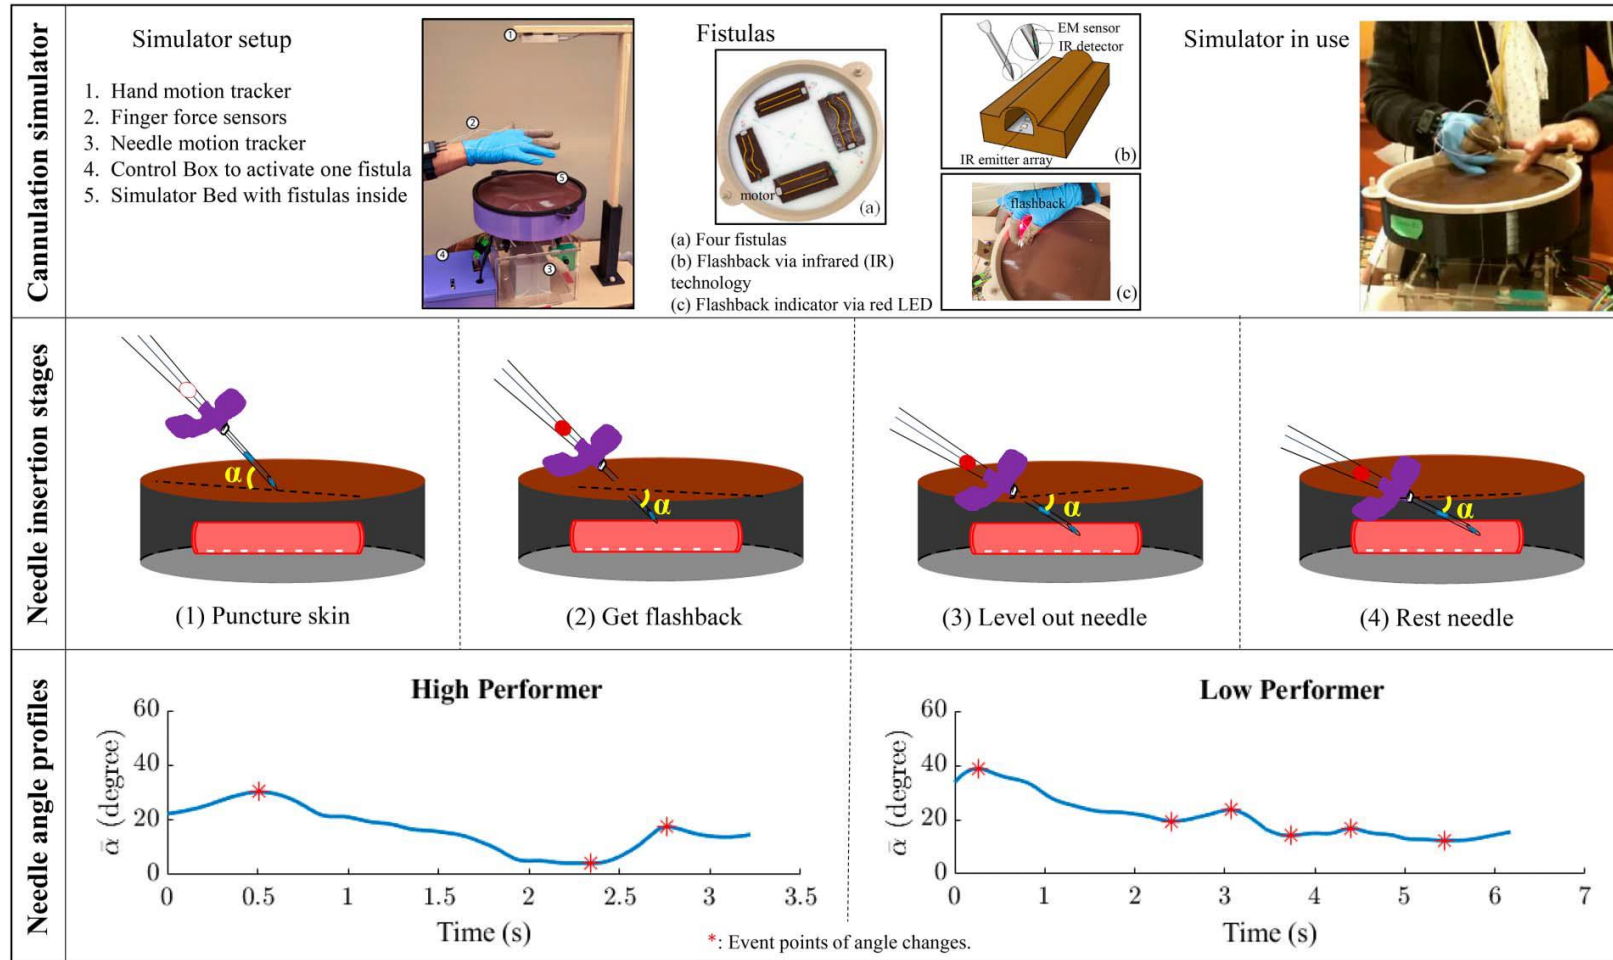 Cannulation simulator
Simulator setup
1. Hand motion tracker
2. Finger force sensors
3. Needle motion tracker
4. Control Box to activate one fistula
5. Simulator Bed with fistulas inside
1
2
5
4
3
Fistulas
motor
(a)
(a) Four fistulas
(b) Flashback via infrared (IR)
technology
(c) Flashback indicator via red LED
EM sensor
IR detector
IR emitter array
(b)
flashback
(c)
Simulator in use
Needle insertion stages
α
(1) Puncture skin
α
(2) Get flashback
α
(3) Level out needle
α
(4) Rest needle
Needle angle profiles
High Performer
ᾱ (degree)
60
40
20
0
0 0.5 1 1.5 2 2.5 3 3.5
Time (s)
Low Performer
ᾱ (degree)
60
40
20
0
0 1 2 3 4 5 6 7
Time (s)
*: Event points of angle changes.